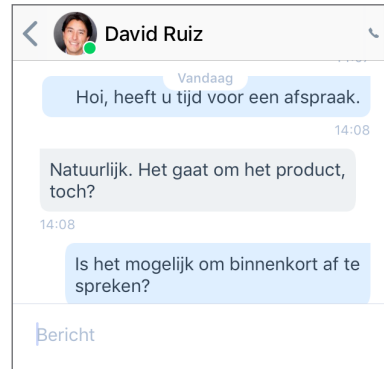 David Ruiz
Vandaag
Hoi, heeft u tijd voor een afspraak.
14:08
Natuurlijk. Het gaat om het product,
toch?
14:08
Is het mogelijk om binnenkort af te
spreken?
Bericht